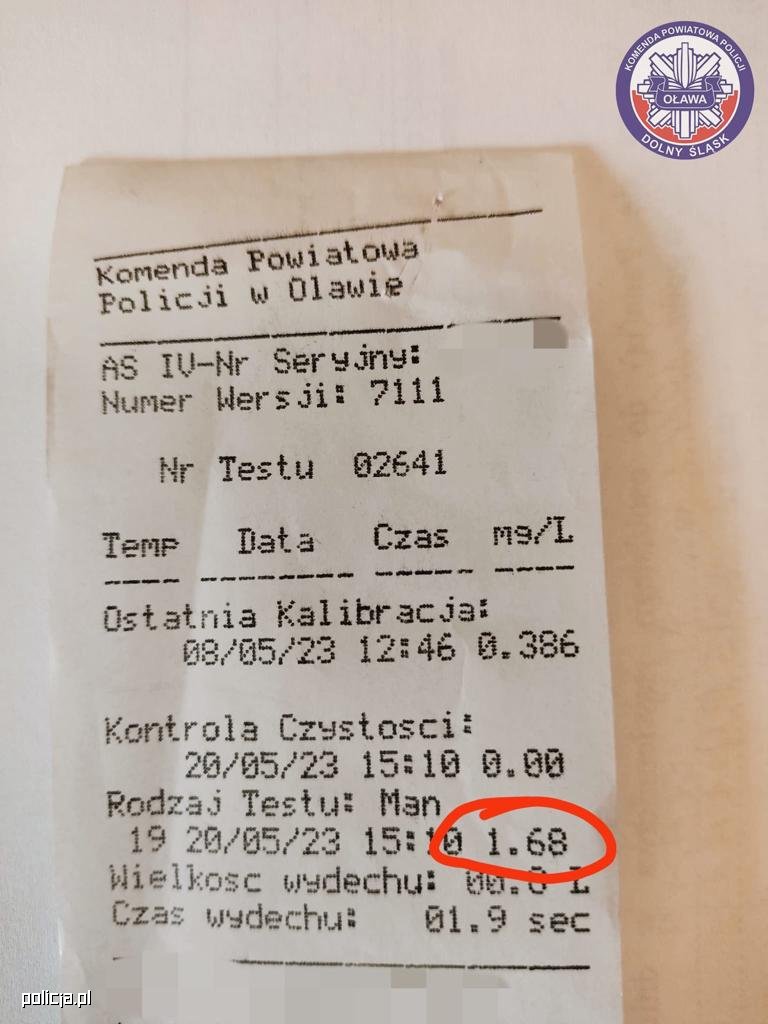 KOMENDA POWIATOWA POLICJI
OŁAWA
DOLNY ŚLĄSK
Komenda Powiatowa
Policji w Olawie
AS IV-Nr Seryjny:
Numer Wersji: 7111
Nr Testu 02641
Temp Data Czas mg/L
Ostatnia Kalibracja:
08/05/23 12:46 0.386
Kontrola Czystosci:
20/05/23 15:10 0.00
Rodzaj Testu: Man
19 20/05/23 15:10 1.68
Wielkosc wydechu: L
Czas wydechu: 01.9 sec
policja.pl